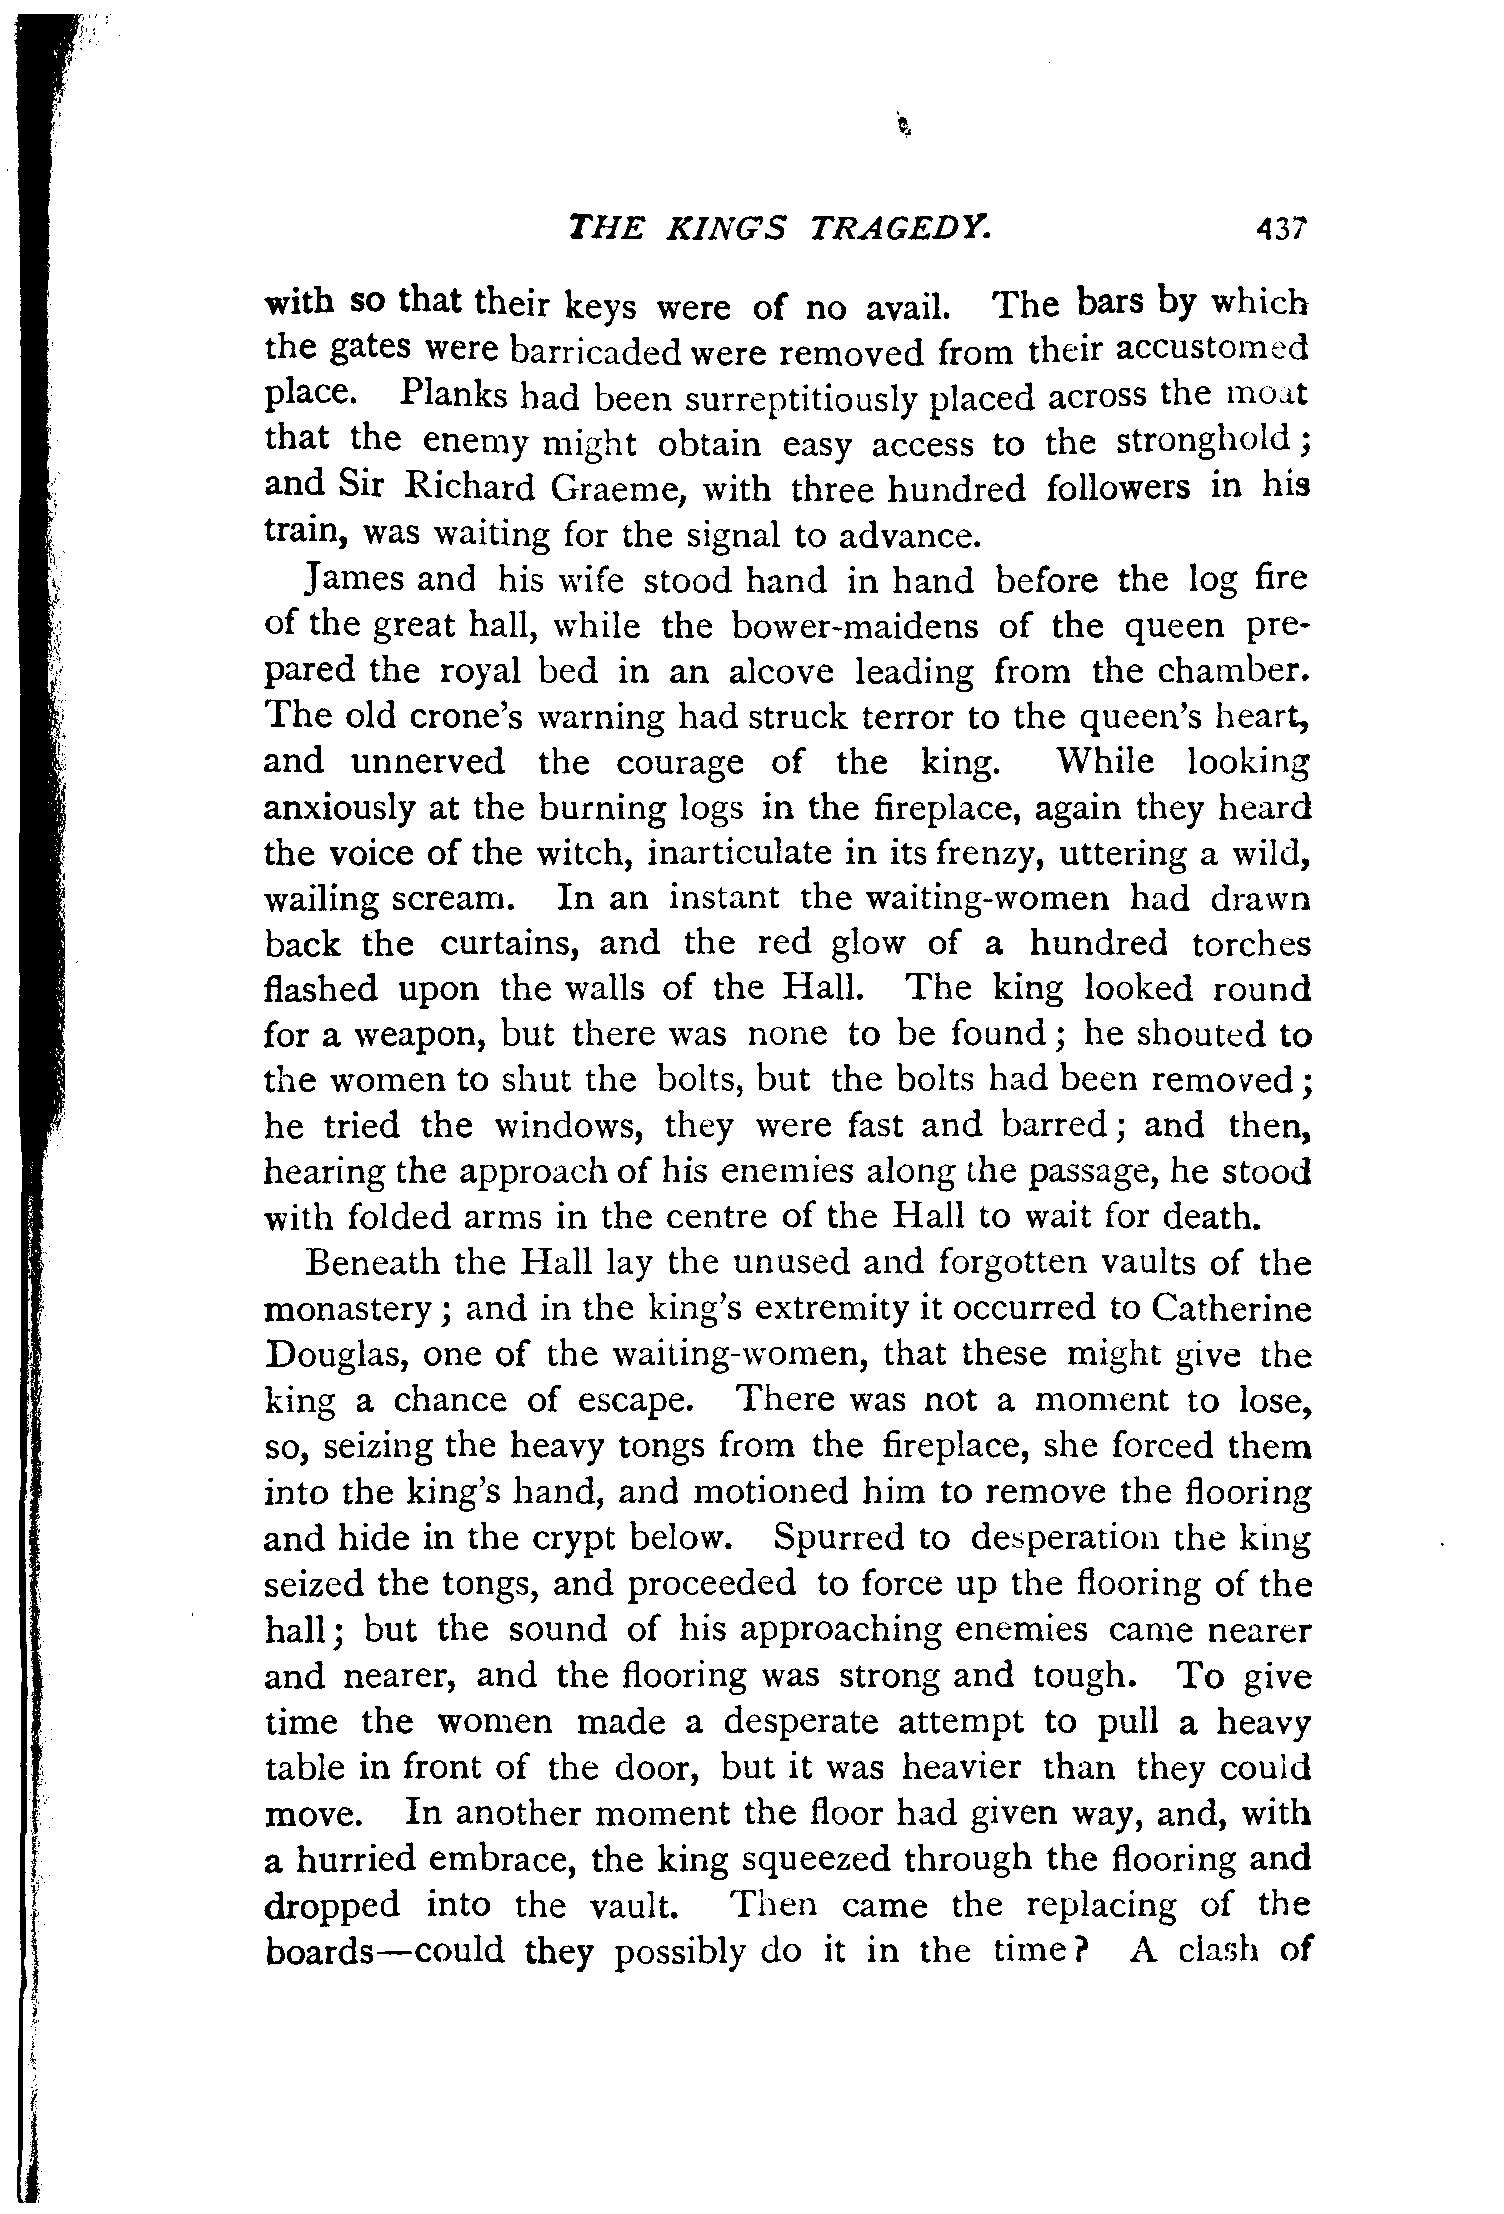 THE KING'S TRAGEDY. 437
with so that their keys were of no avail. The bars by which
the gates were barricaded were removed from their accustomed
place. Planks had been surreptitiously placed across the moat
that the enemy might obtain easy access to the stronghold;
and Sir Richard Graeme, with three hundred followers in his
train, was waiting for the signal to advance.
James and his wife stood hand in hand before the log fire
of the great hall, while the bower-maidens of the queen pre-
pared the royal bed in an alcove leading from the chamber.
The old crone's warning had struck terror to the queen's heart,
and unnerved the courage of the king. While looking
anxiously at the burning logs in the fireplace, again they heard
the voice of the witch, inarticulate in its frenzy, uttering a wild,
wailing scream. In an instant the waiting-women had drawn
back the curtains, and the red glow of a hundred torches
flashed upon the walls of the Hall. The king looked round
for a weapon, but there was none to be found; he shouted to
the women to shut the bolts, but the bolts had been removed;
he tried the windows, they were fast and barred; and then,
hearing the approach of his enemies along the passage, he stood
with folded arms in the centre of the Hall to wait for death.
Beneath the Hall lay the unused and forgotten vaults of the
monastery; and in the king's extremity it occurred to Catherine
Douglas, one of the waiting-women, that these might give the
king a chance of escape. There was not a moment to lose,
so, seizing the heavy tongs from the fireplace, she forced them
into the king's hand, and motioned him to remove the flooring
and hide in the crypt below. Spurred to desperation the king
seized the tongs, and proceeded to force up the flooring of the
hall; but the sound of his approaching enemies came nearer
and nearer, and the flooring was strong and tough. To give
time the women made a desperate attempt to pull a heavy
table in front of the door, but it was heavier than they could
move. In another moment the floor had given way, and, with
a hurried embrace, the king squeezed through the flooring and
dropped into the vault. Then came the replacing of the
boards—could they possibly do it in the time? A clash of